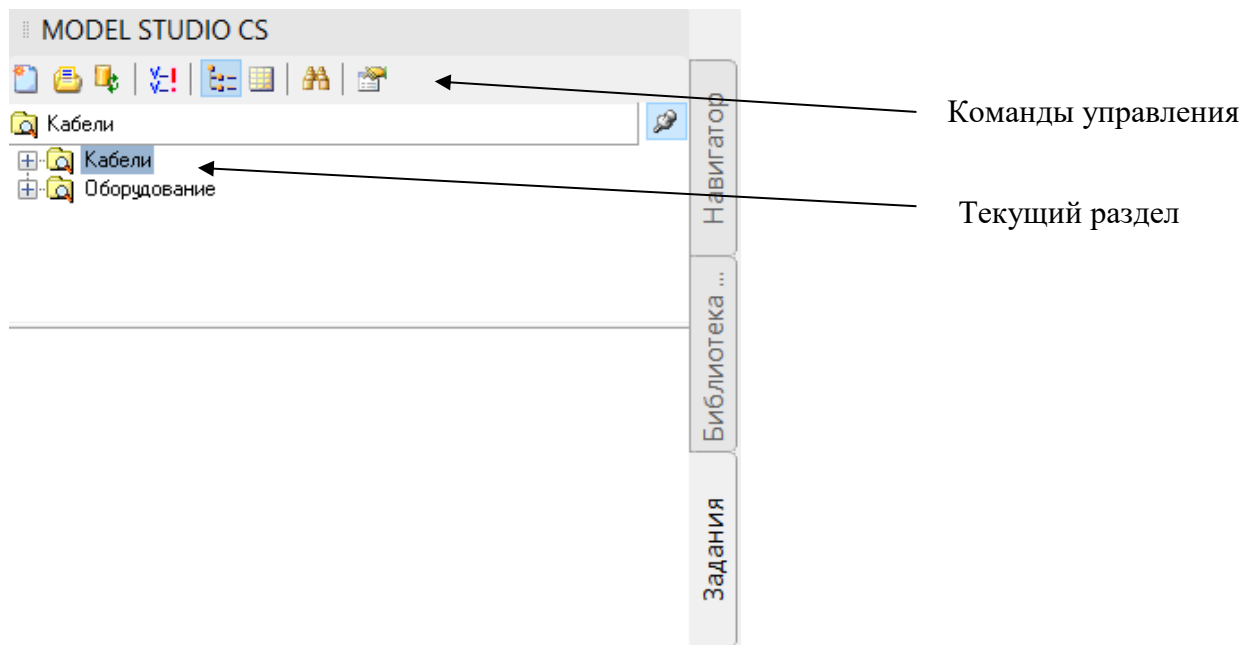 MODEL STUDIO CS
Кабели
Кабели
Оборудование
Навигатор
Библиотека ...
Задания
Команды управления
Текущий раздел